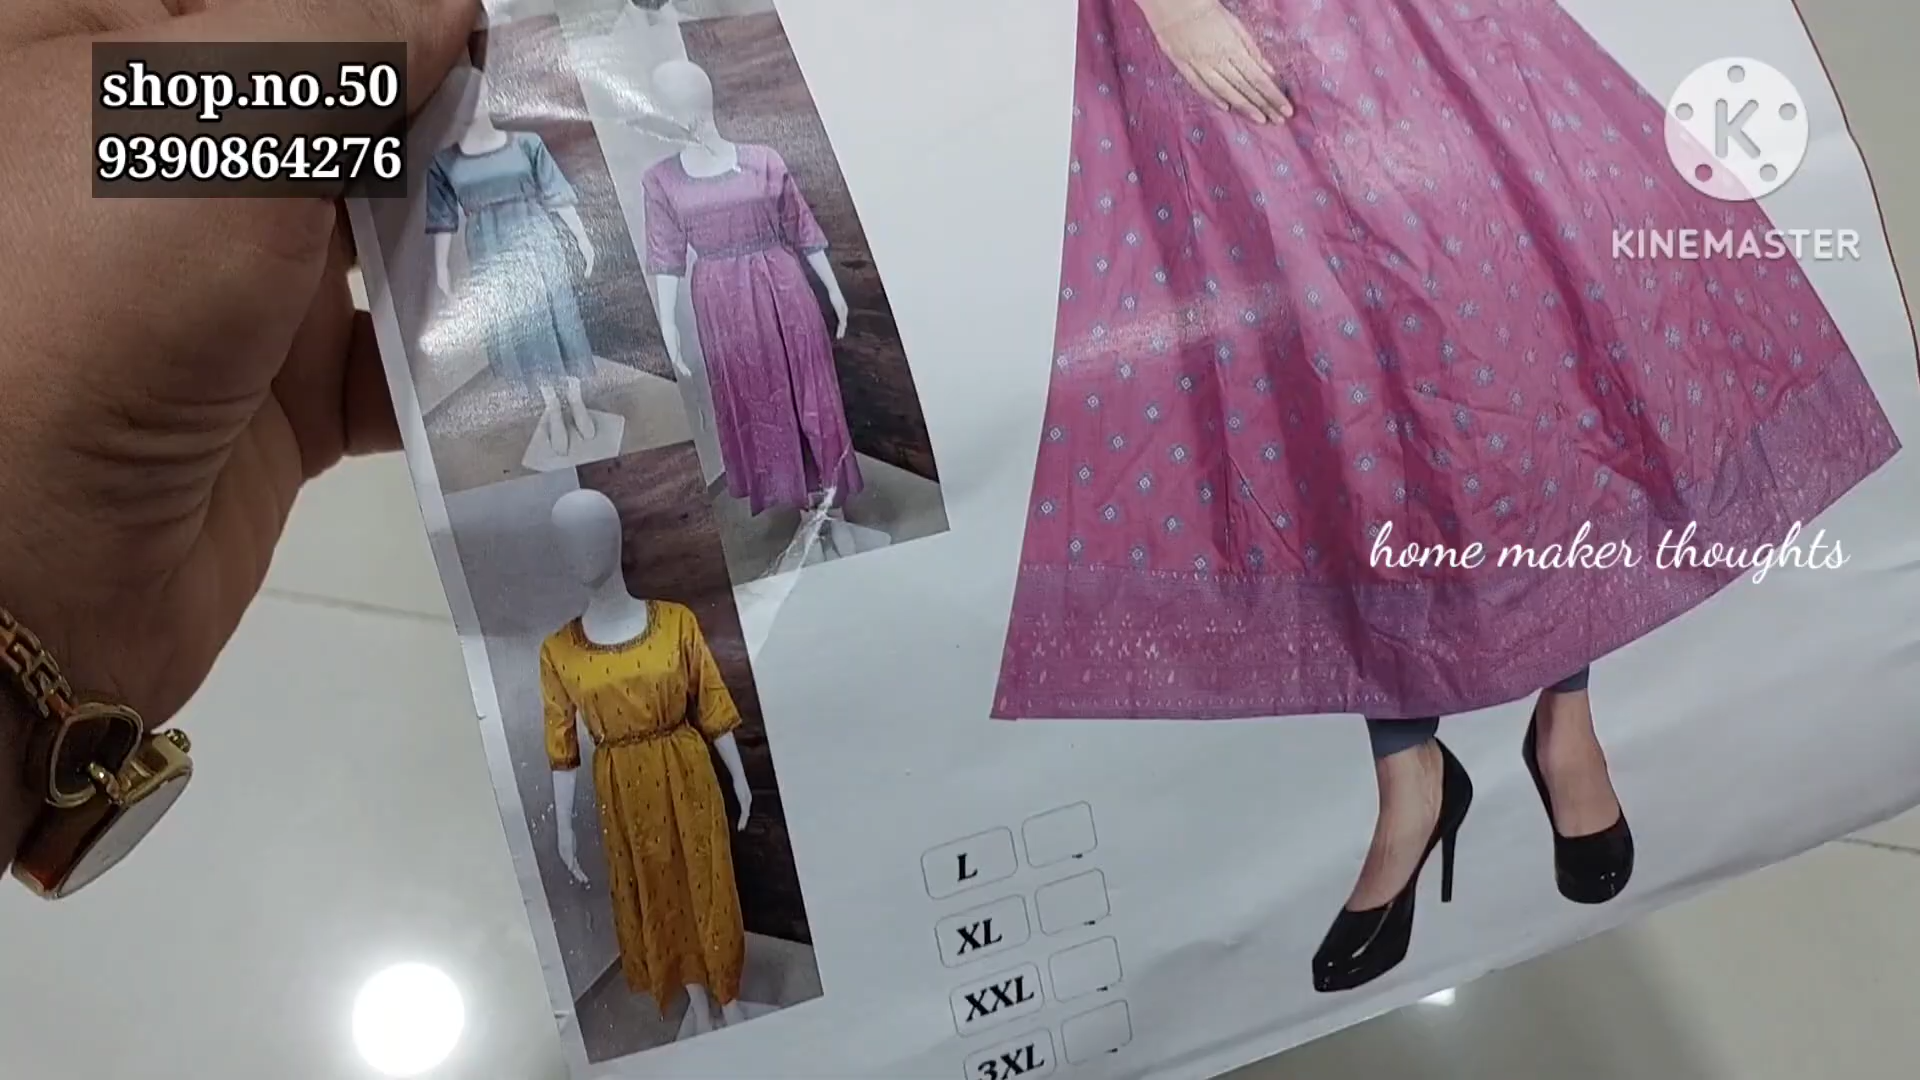 shop.no.50
9390864276
K
KINEMASTER
home maker thoughts
L
XL
XXL
3XL